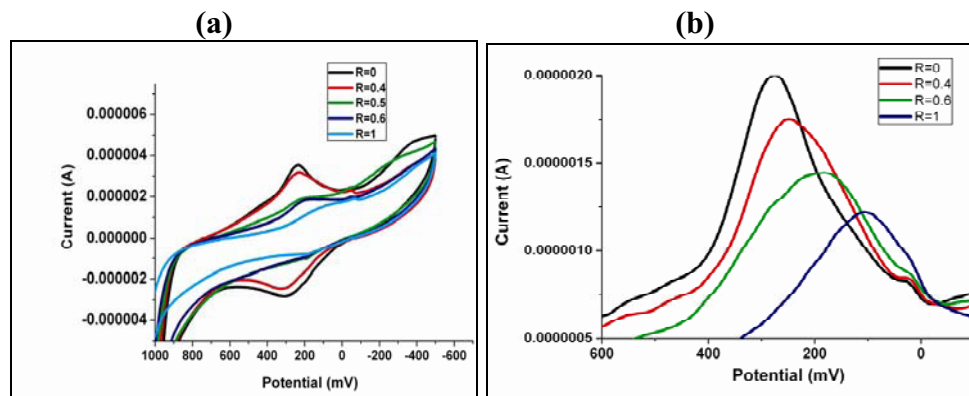 (a)
R=0
R=0.4
R=0.5
R=0.6
R=1
0.000006
0.000004
0.000002
0.000000
-0.000002
-0.000004
Current (A)
1000 800 600 400 200 0 -200 -400 -600
Potential (mV)
(b)
R=0
R=0.4
R=0.6
R=1
0.0000020
0.0000015
0.0000010
0.0000005
Current (A)
600 400 200 0
Potential (mV)